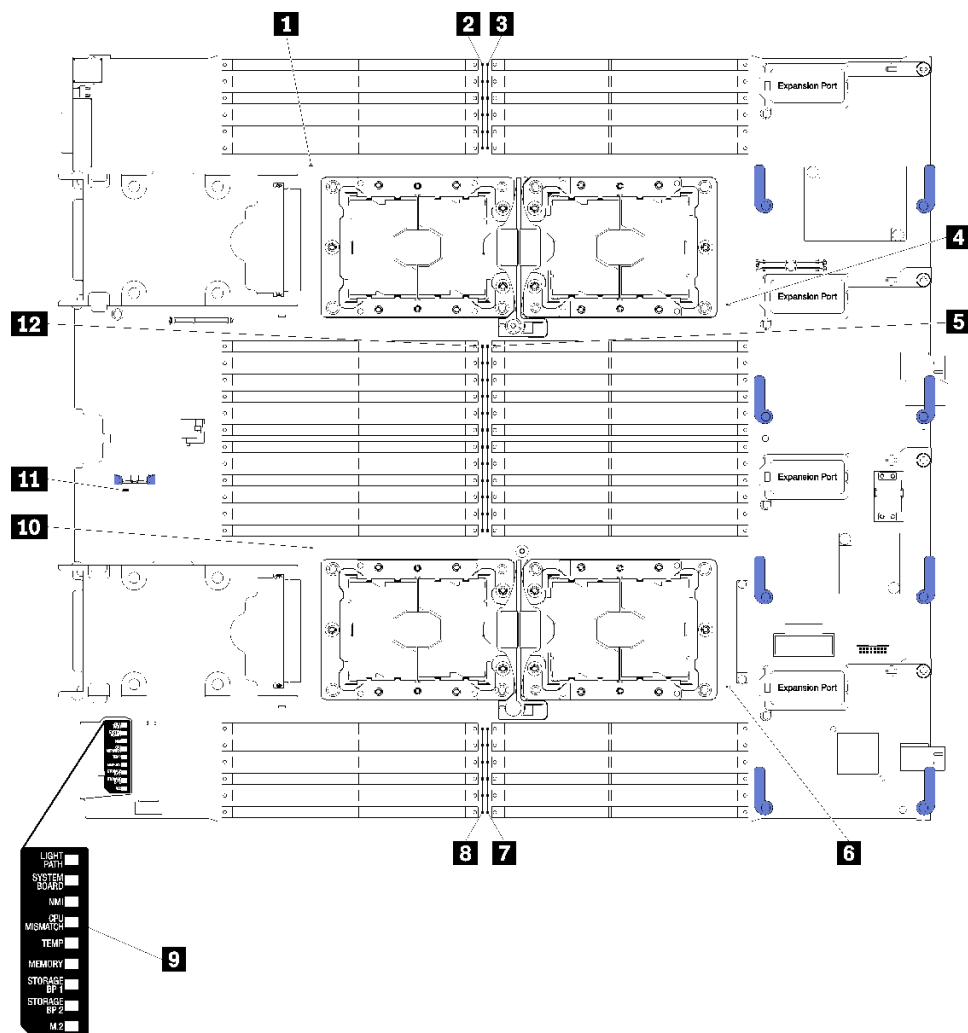 1
2
3
Expansion Port
4
Expansion Port
12
5
11
Expansion Port
10
Expansion Port
8
7
6
LIGHT
PATH
SYSTEM
BOARD
NMI
CPU
MISMATCH
TEMP
MEMORY
STORAGE
BP 1
STORAGE
BP 2
M.2
9